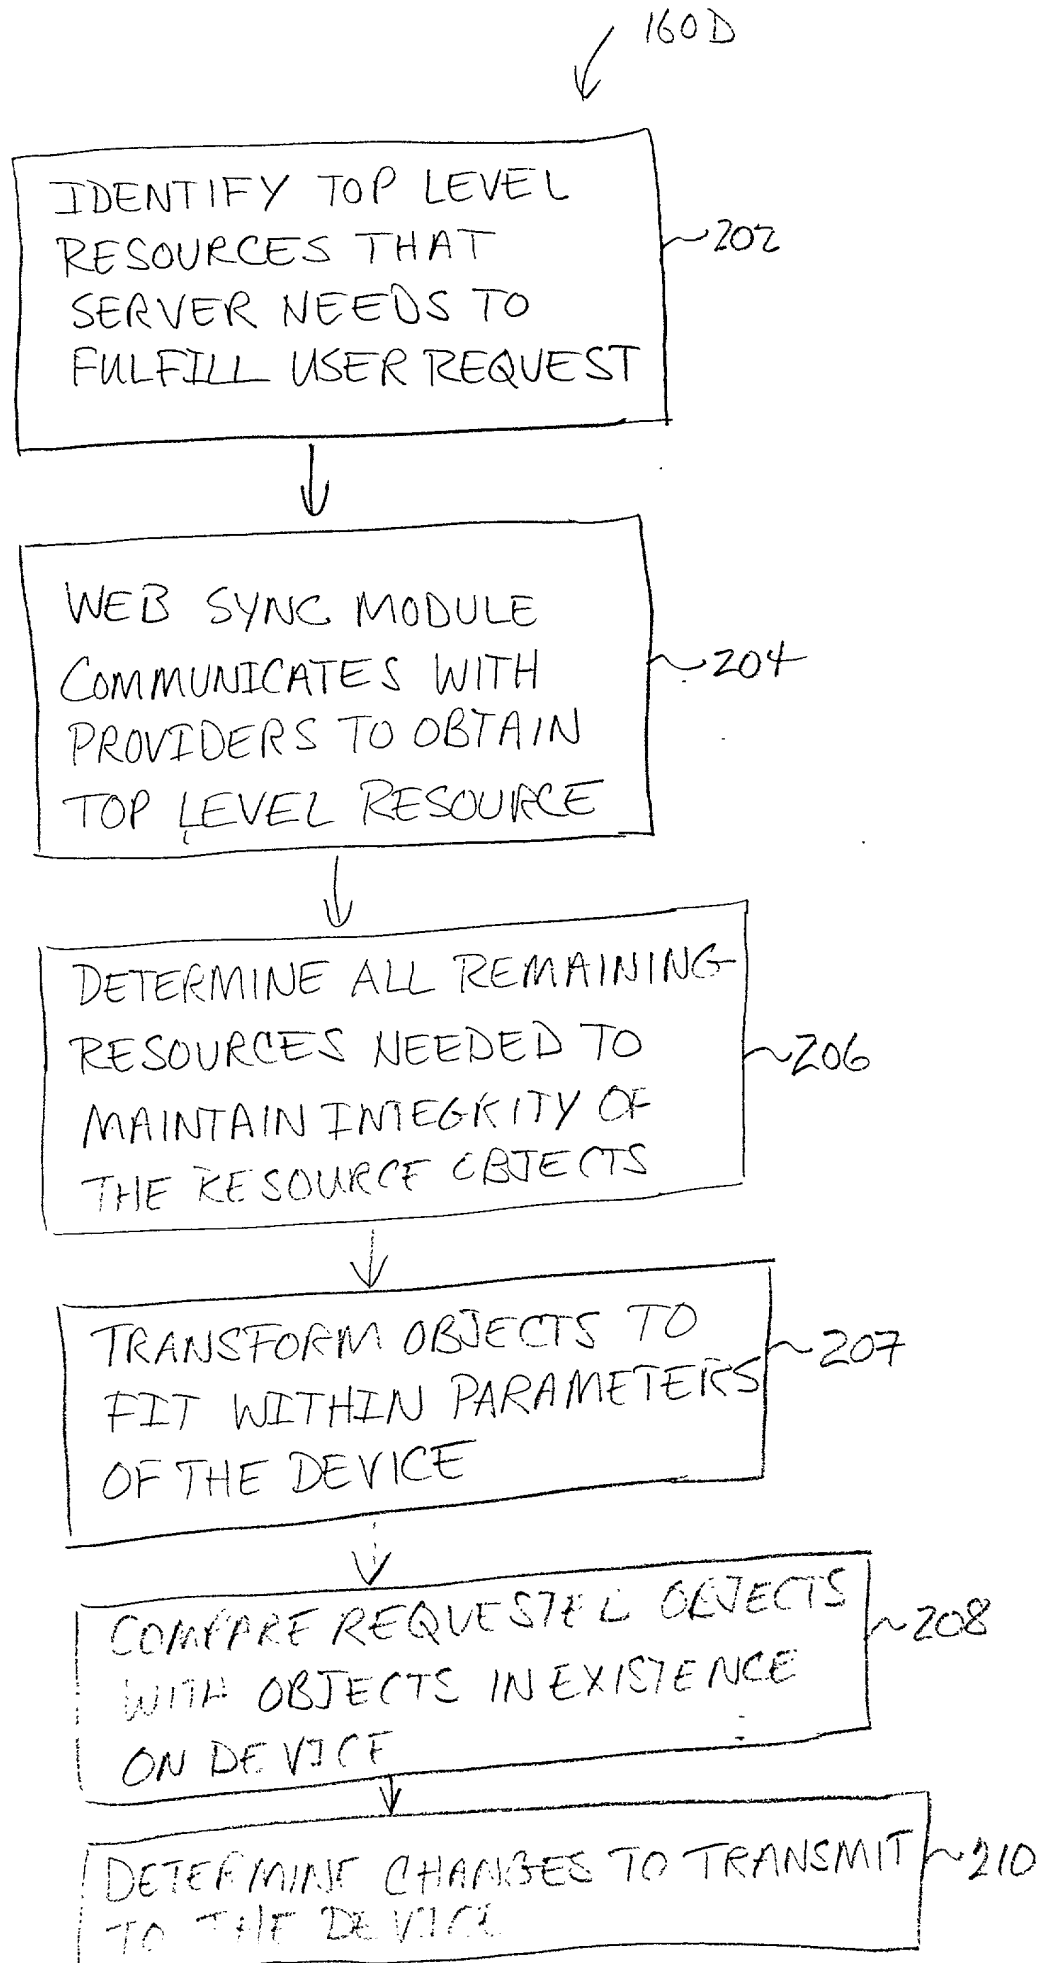 160D
IDENTIFY TOP LEVEL
RESOURCES THAT
SERVER NEEDS TO
FULFILL USER REQUEST
202
WEB SYNC MODULE
COMMUNICATES WITH
PROVIDERS TO OBTAIN
TOP LEVEL RESOURCE
204
DETERMINE ALL REMAINING
RESOURCES NEEDED TO
MAINTAIN INTEGRITY OF
THE RESOURCE OBJECTS
206
TRANSFORM OBJECTS TO
FIT WITHIN PARAMETERS
OF THE DEVICE
207
COMPARE REQUESTED OBJECTS
WITH OBJECTS IN EXISTENCE
ON DEVICE
208
DETERMINE CHANGES TO TRANSMIT
TO THE DEVICE
210